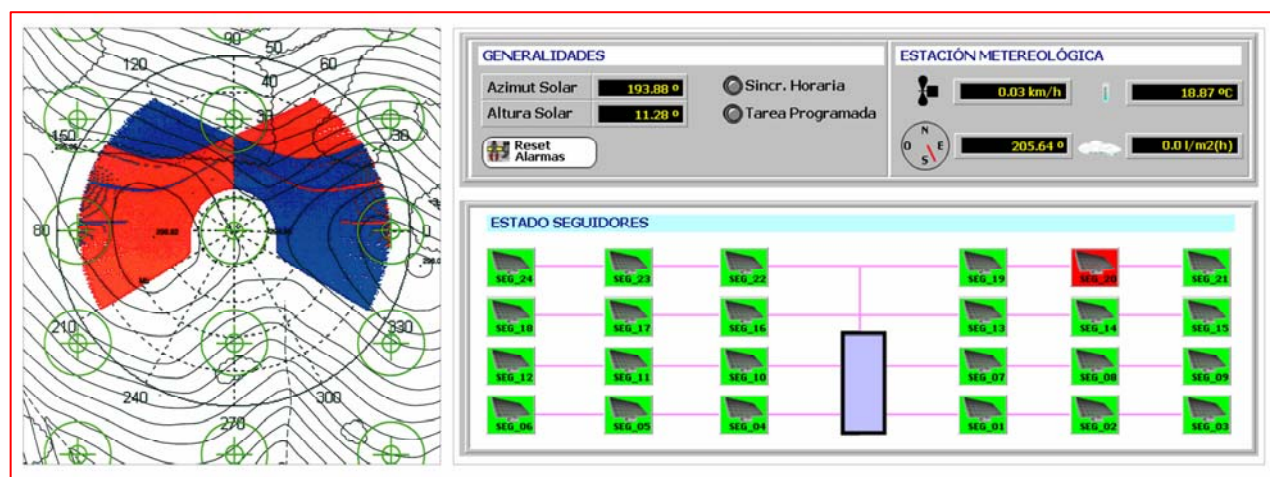 90
50
120
60
40
30
150
30
80
0
Mb
210
330
240
300
270
GENERALIDADES
Azimut Solar 193.88 º
Altura Solar 11.28 º
Sincr. Horaria
Tarea Programada
Reset
Alarmas
ESTACIÓN METEREOLÓGICA
0.03 km/h
18.87 ºC
N
O E
S
205.64 º
0.0 l/m2(h)
ESTADO SEGUIDORES
SEG_24 SEG_23 SEG_22 SEG_19 SEG_20 SEG_21
SEG_18 SEG_17 SEG_16 SEG_13 SEG_14 SEG_15
SEG_12 SEG_11 SEG_10 SEG_07 SEG_08 SEG_09
SEG_06 SEG_05 SEG_04 SEG_01 SEG_02 SEG_03